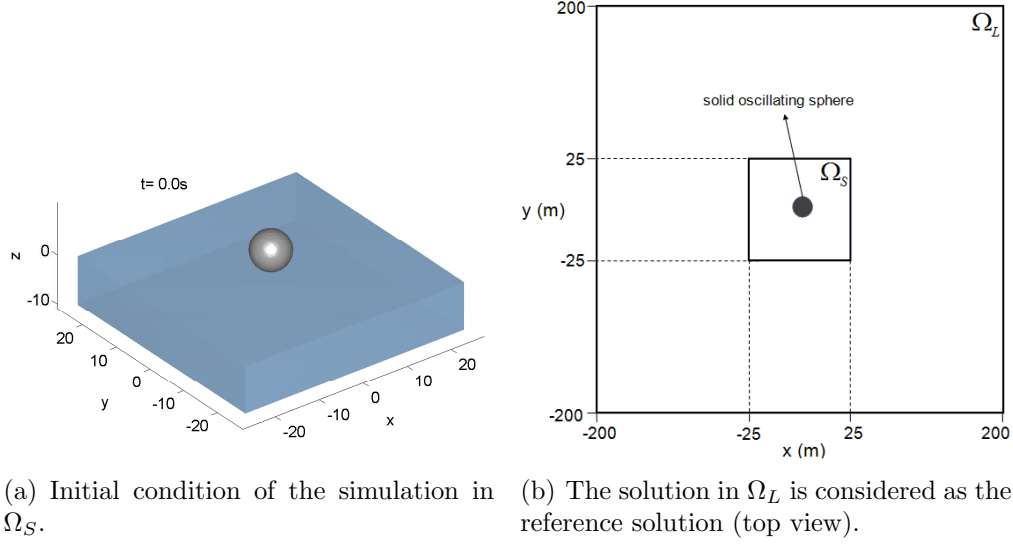 t= 0.0s
z
0
-10
20
10
0
-10
-20
y
-20
-10
0
10
20
x
200
Ω_L
solid oscillating sphere
25
Ω_S
y (m)
-25
-200
-200
-25
25
200
x (m)
(a) Initial condition of the simulation in
Ω_S.
(b) The solution in Ω_L is considered as the
reference solution (top view).